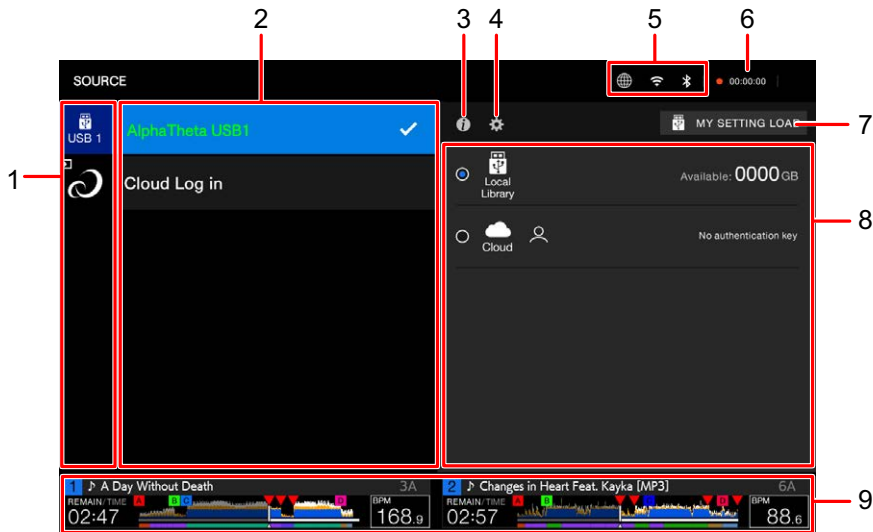 2 3 4 5 6
SOURCE 00:00:00
USB 1 AlphaTheta USB1 MY SETTING LOAD 7
1 Cloud Log in
Local Library Available: 0000 GB
8
Cloud No authentication key
1 ♪ A Day Without Death 3A
REMAIN/TIME A B C D BPM
02:47 168.9
2 ♪ Changes in Heart Feat. Kayka [MP3] 6A
REMAIN/TIME A B C D BPM
02:57 88.6
9